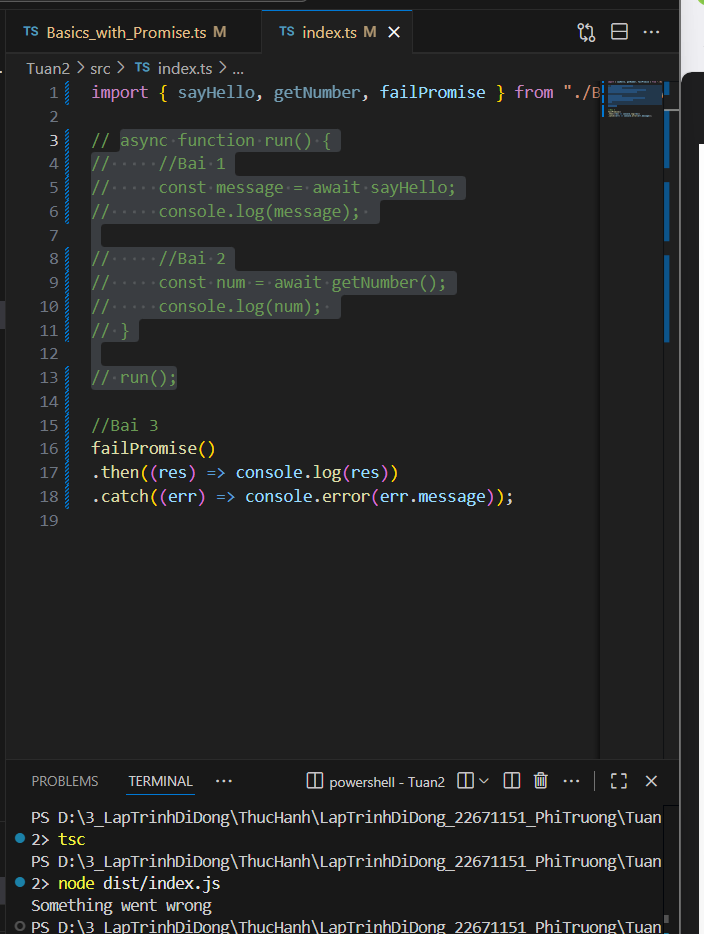 TS Basics_with_Promise.ts M TS index.ts M
Tuan2 > src > TS index.ts > ...
1 import { sayHello, getNumber, failPromise } from "./B
2
3 // async function run() {
4 // //Bai 1
5 // const message = await sayHello;
6 // console.log(message);
7
8 // //Bai 2
9 // const num = await getNumber();
10 // console.log(num);
11 // }
12
13 // run();
14
15 //Bai 3
16 failPromise()
17 .then((res) => console.log(res))
18 .catch((err) => console.error(err.message));
19
PROBLEMS TERMINAL ... powershell - Tuan2
PS D:\3_LapTrinhDiDong\ThucHanh\LapTrinhDiDong_22671151_PhiTruong\Tuan
2> tsc
PS D:\3_LapTrinhDiDong\ThucHanh\LapTrinhDiDong_22671151_PhiTruong\Tuan
2> node dist/index.js
Something went wrong
PS D:\3_LapTrinhDiDong\ThucHanh\LapTrinhDiDong_22671151_PhiTruong\Tuan